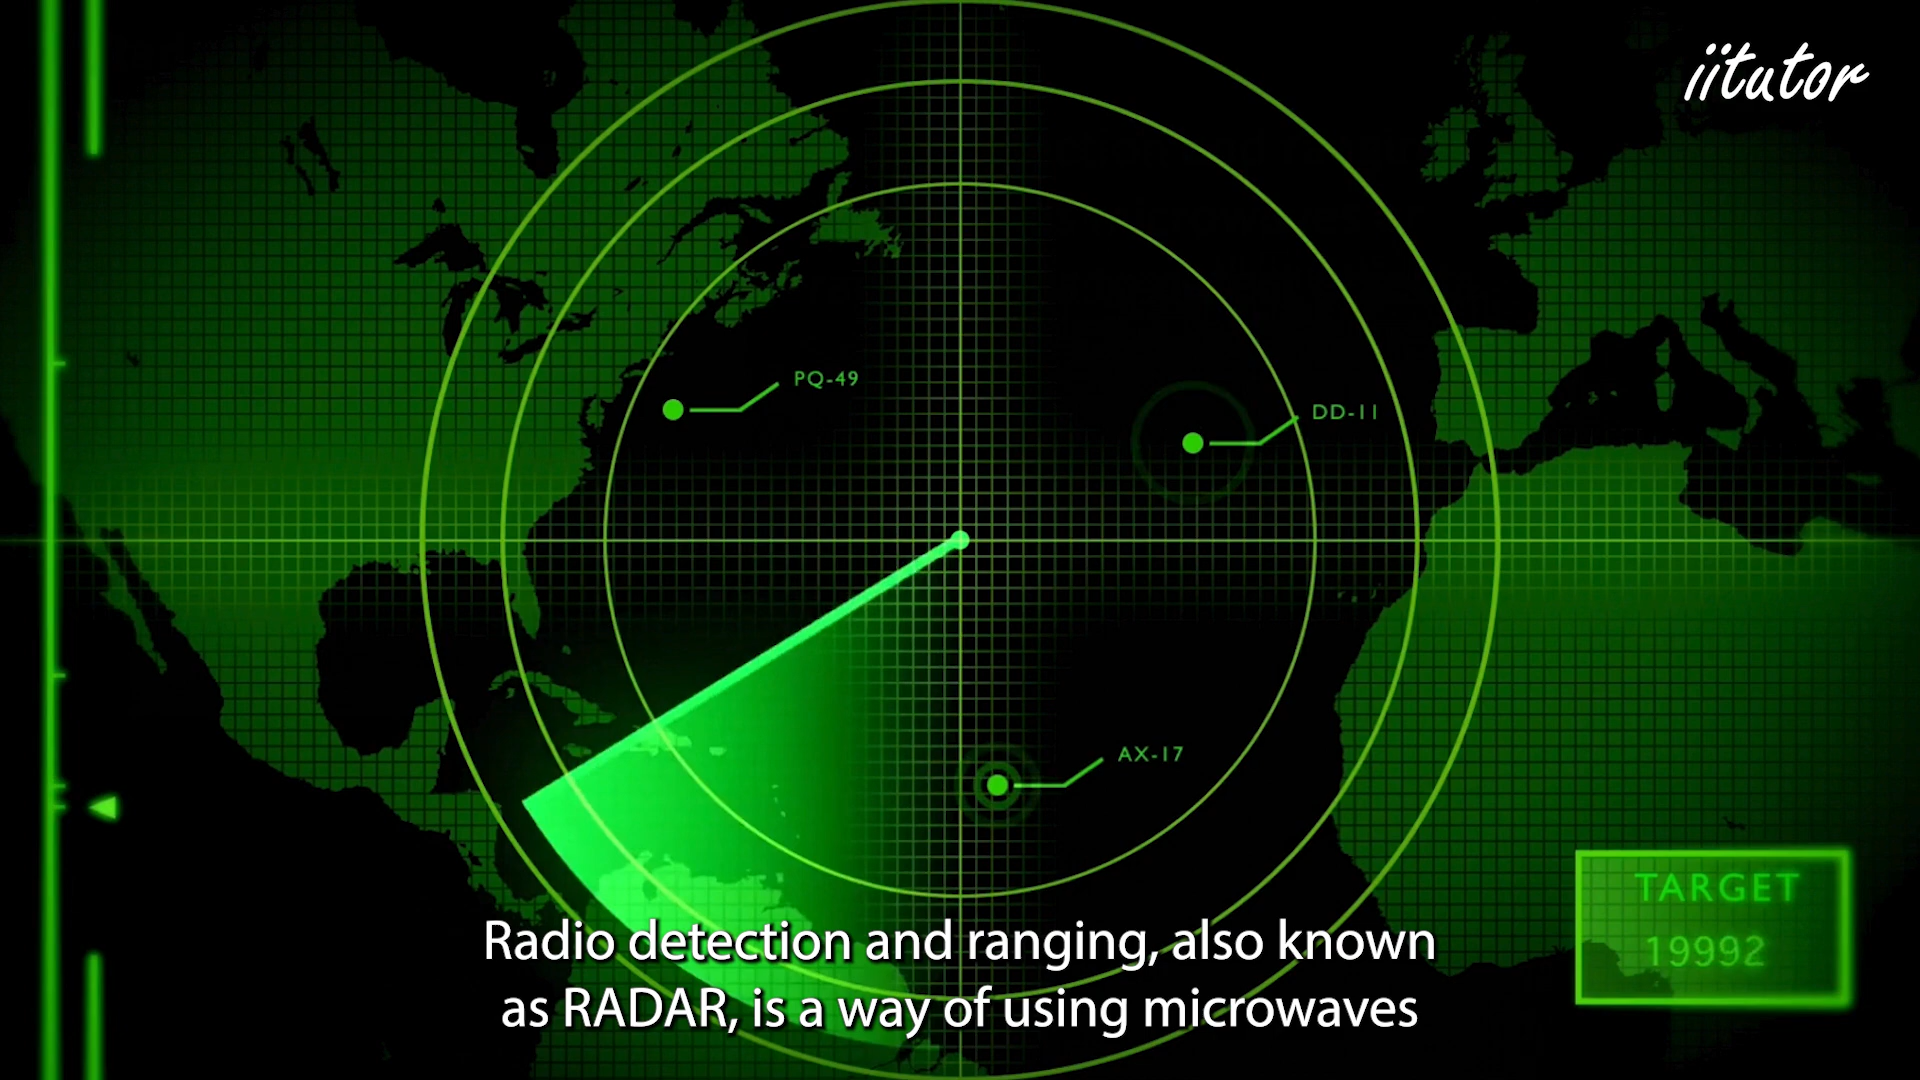 iitutor
PQ-49
DD-11
AX-17
TARGET
19992
Radio detection and ranging, also known
as RADAR, is a way of using microwaves